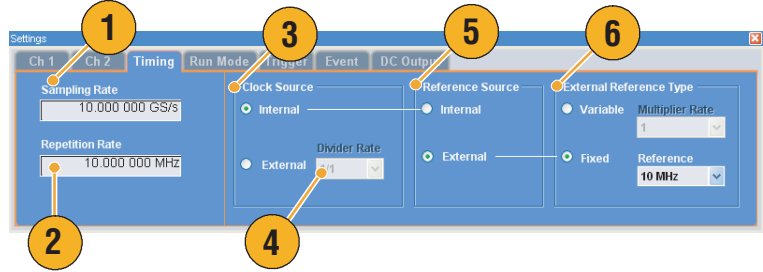 1
3
5
6
Settings
Ch 1 Ch 2 Timing Run Mode Trigger Event DC Output
Sampling Rate
10.000 000 GS/s
Repetition Rate
10.000 000 MHz
Clock Source
Internal
External
Divider Rate
1/1
Reference Source
Internal
External
External Reference Type
Variable
Multiplier Rate
1
Fixed
Reference
10 MHz
2
4